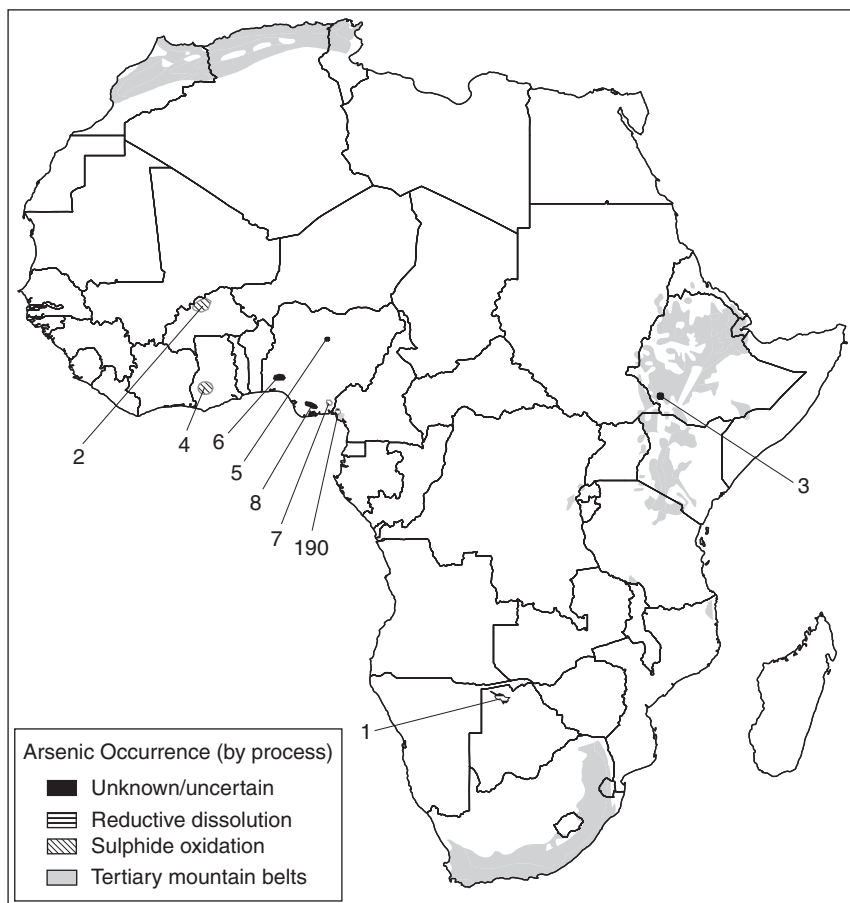 2
4
6
5
8
7
190
3
1
Arsenic Occurrence (by process)
Unknown/uncertain
Reductive dissolution
Sulphide oxidation
Tertiary mountain belts